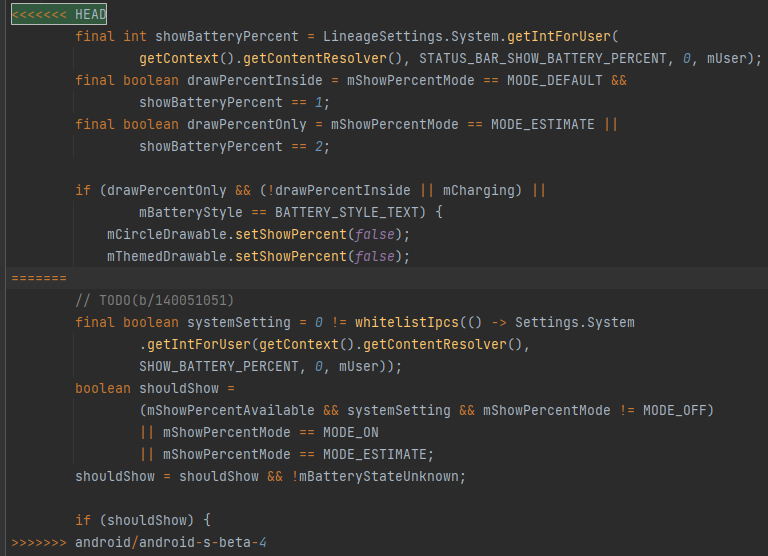 <<<<<<< HEAD
        final int showBatteryPercent = LineageSettings.System.getIntForUser(
                getContext().getContentResolver(), STATUS_BAR_SHOW_BATTERY_PERCENT, 0, mUser);
        final boolean drawPercentInside = mShowPercentMode == MODE_DEFAULT &&
                showBatteryPercent == 1;
        final boolean drawPercentOnly = mShowPercentMode == MODE_ESTIMATE ||
                showBatteryPercent == 2;

        if (drawPercentOnly && (!drawPercentInside || mCharging) ||
                mBatteryStyle == BATTERY_STYLE_TEXT) {
            mCircleDrawable.setShowPercent(false);
            mThemedDrawable.setShowPercent(false);
=======
        // TODO(b/140051051)
        final boolean systemSetting = 0 != whitelistIpcs(() -> Settings.System
                .getIntForUser(getContext().getContentResolver(),
                SHOW_BATTERY_PERCENT, 0, mUser));
        boolean shouldShow =
                (mShowPercentAvailable && systemSetting && mShowPercentMode != MODE_OFF)
                || mShowPercentMode == MODE_ON
                || mShowPercentMode == MODE_ESTIMATE;
        shouldShow = shouldShow && !mBatteryStateUnknown;

        if (shouldShow) {
>>>>>>> android/android-s-beta-4